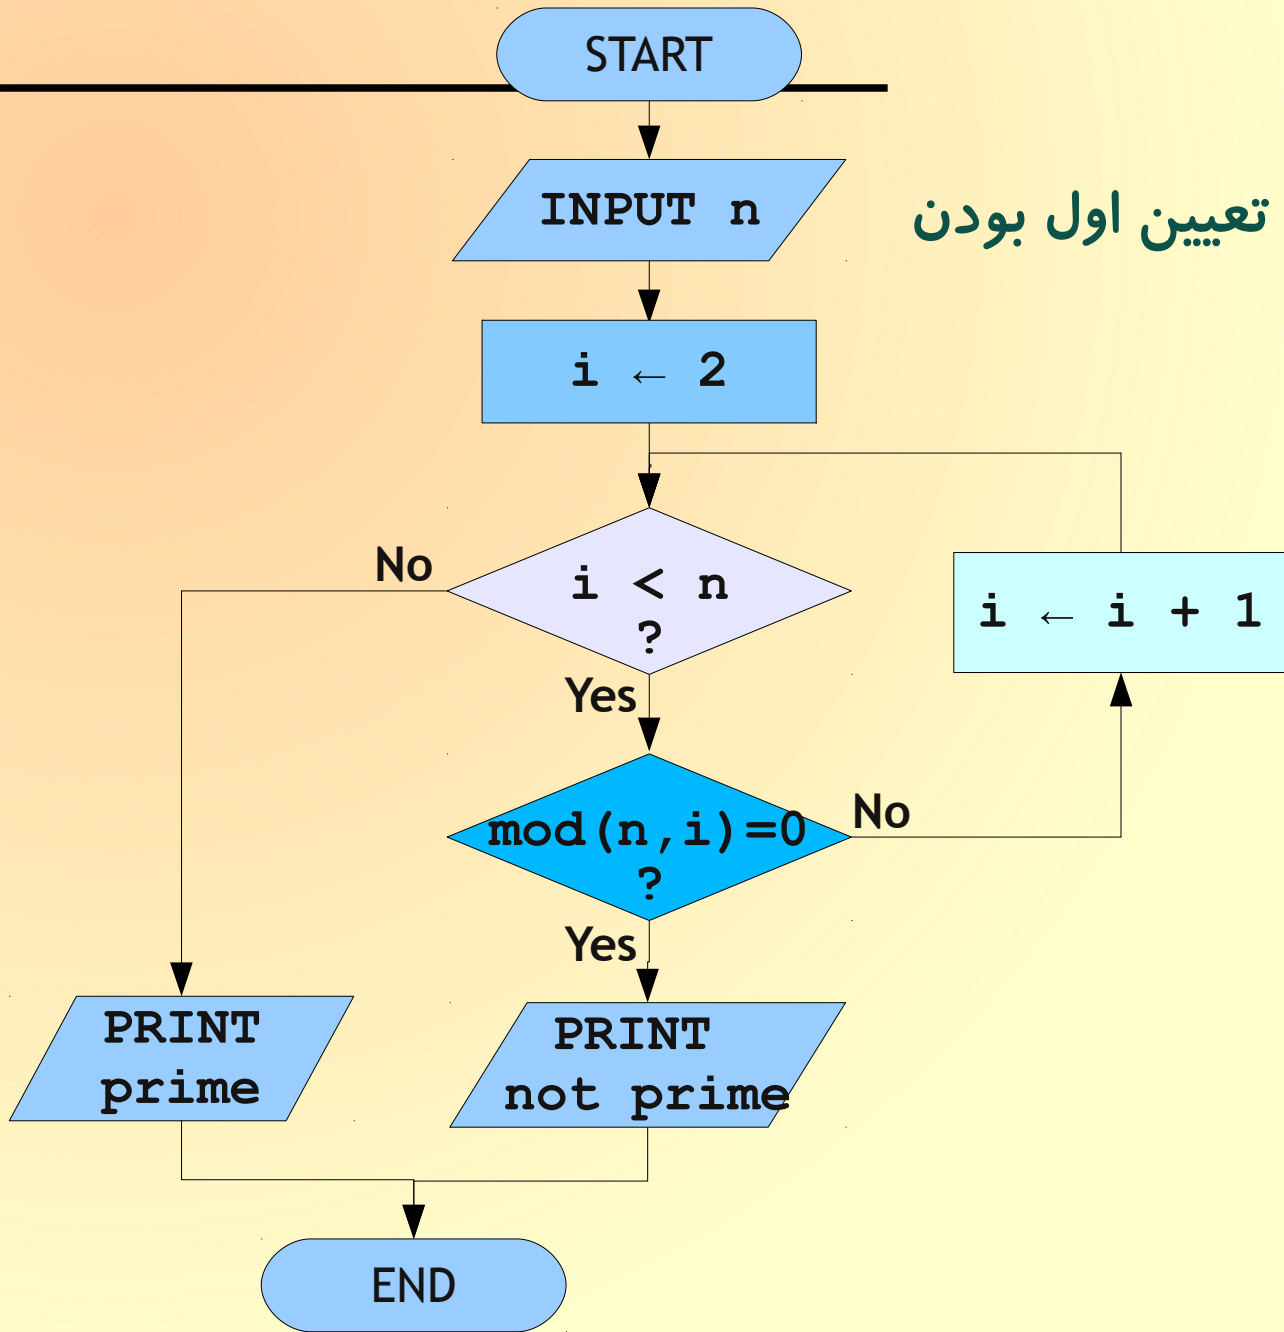 START
INPUT n
تعیین اول بودن
i ← 2
No
i < n
?
i ← i + 1
Yes
mod(n,i)=0
?
No
Yes
PRINT
prime
PRINT
not prime
END